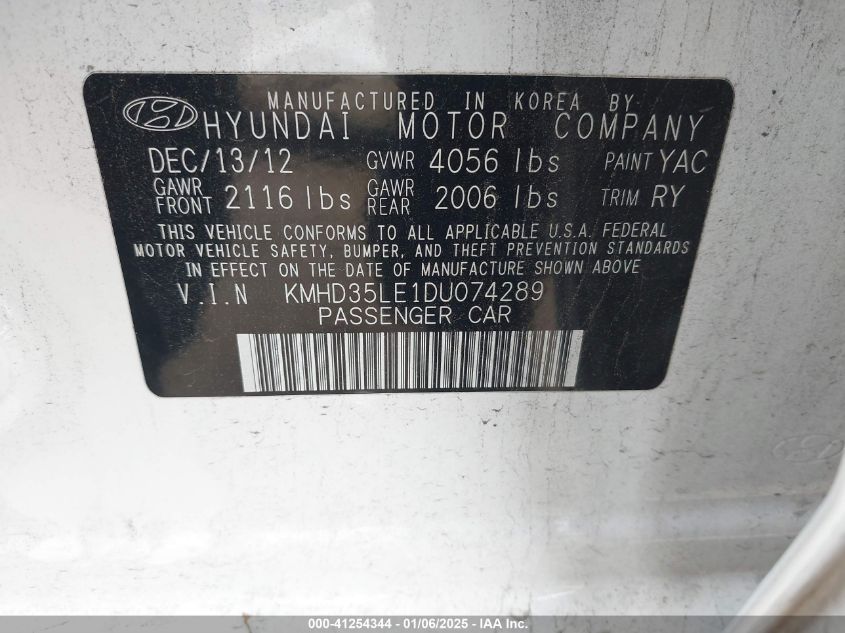 MANUFACTURED IN KOREA BY
HYUNDAI MOTOR COMPANY
DEC/13/12 GVWR 4056 lbs PAINT YAC
GAWR FRONT 2116 lbs GAWR REAR 2006 lbs TRIM RY
THIS VEHICLE CONFORMS TO ALL APPLICABLE U.S.A. FEDERAL
MOTOR VEHICLE SAFETY, BUMPER, AND THEFT PREVENTION STANDARDS
IN EFFECT ON THE DATE OF MANUFACTURE SHOWN ABOVE
V.I.N KMHD35LE1DU074289
PASSENGER CAR
000-41254344 - 01/06/2025 - © IAA Inc.